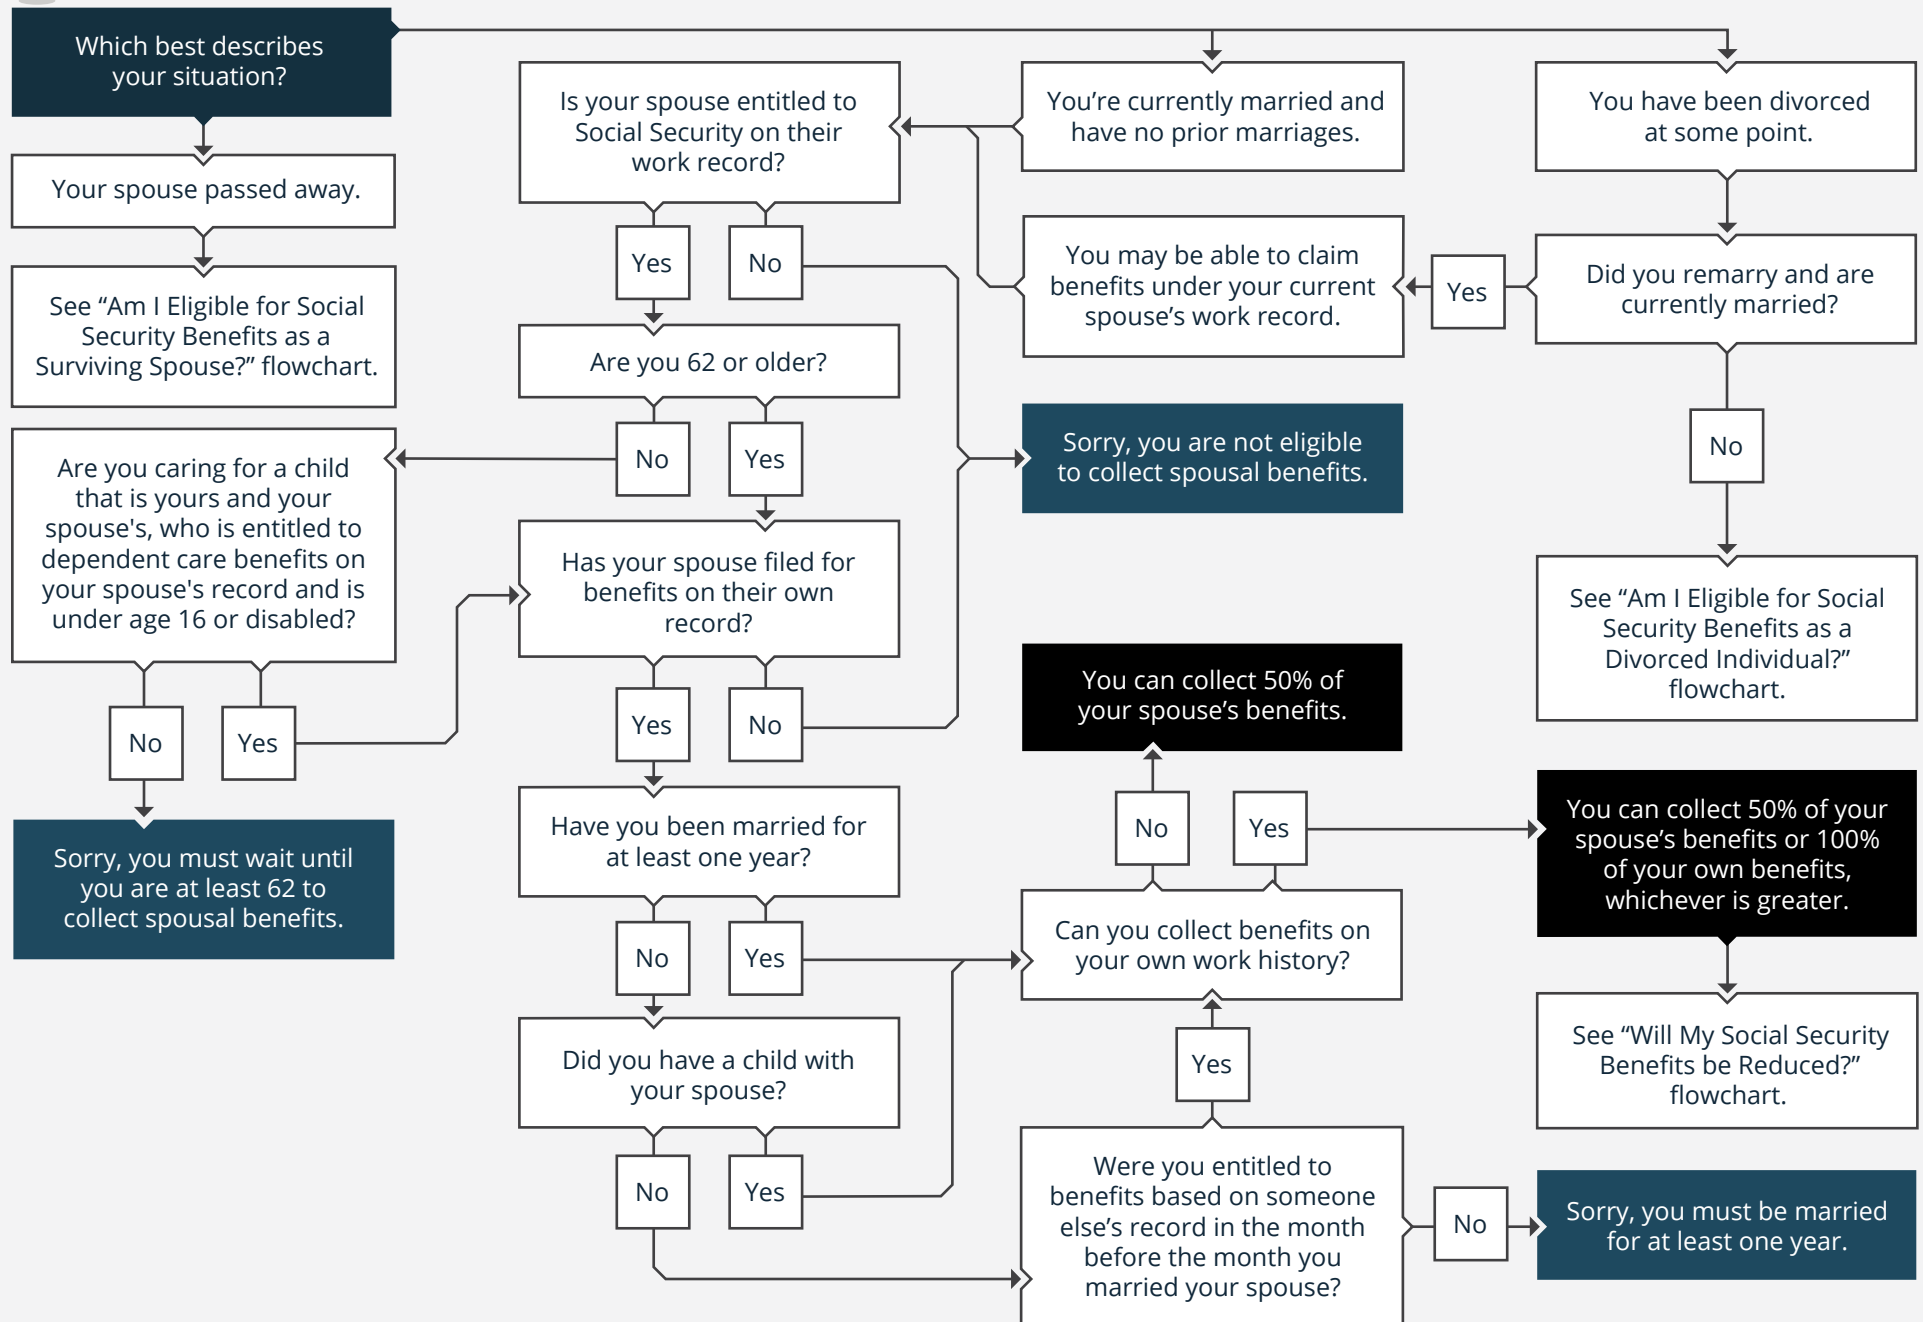 Which best describes
your situation?
Your spouse passed away.
See “Am I Eligible for Social
Security Benefits as a
Surviving Spouse?” flowchart.
Are you caring for a child
that is yours and your
spouse's, who is entitled to
dependent care benefits on
your spouse's record and is
under age 16 or disabled?
No
Yes
Sorry, you must wait until
you are at least 62 to
collect spousal benefits.
Is your spouse entitled to
Social Security on their
work record?
Yes
No
Are you 62 or older?
No
Yes
Has your spouse filed for
benefits on their own
record?
Yes
No
Have you been married for
at least one year?
No
Yes
Did you have a child with
your spouse?
No
Yes
You’re currently married and
have no prior marriages.
You may be able to claim
benefits under your current
spouse’s work record.
Yes
Sorry, you are not eligible
to collect spousal benefits.
You can collect 50% of
your spouse’s benefits.
No
Yes
Can you collect benefits on
your own work history?
Yes
Were you entitled to
benefits based on someone
else’s record in the month
before the month you
married your spouse?
No
You have been divorced
at some point.
Did you remarry and are
currently married?
No
See “Am I Eligible for Social
Security Benefits as a
Divorced Individual?”
flowchart.
You can collect 50% of your
spouse’s benefits or 100%
of your own benefits,
whichever is greater.
See “Will My Social Security
Benefits be Reduced?”
flowchart.
Sorry, you must be married
for at least one year.